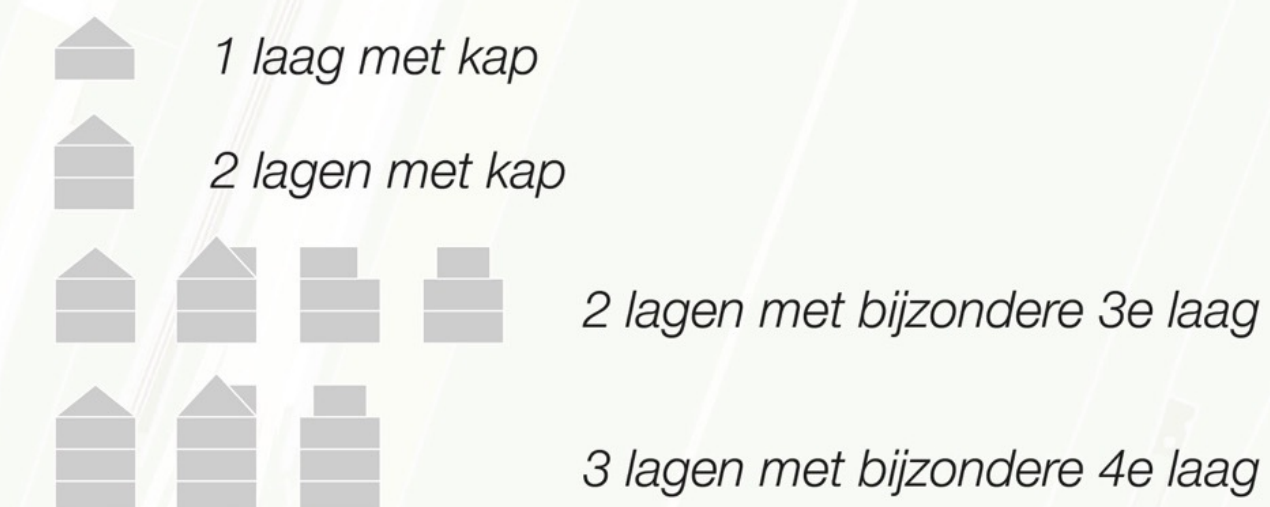 1 laag met kap
2 lagen met kap
2 lagen met bijzondere 3e laag
3 lagen met bijzondere 4e laag